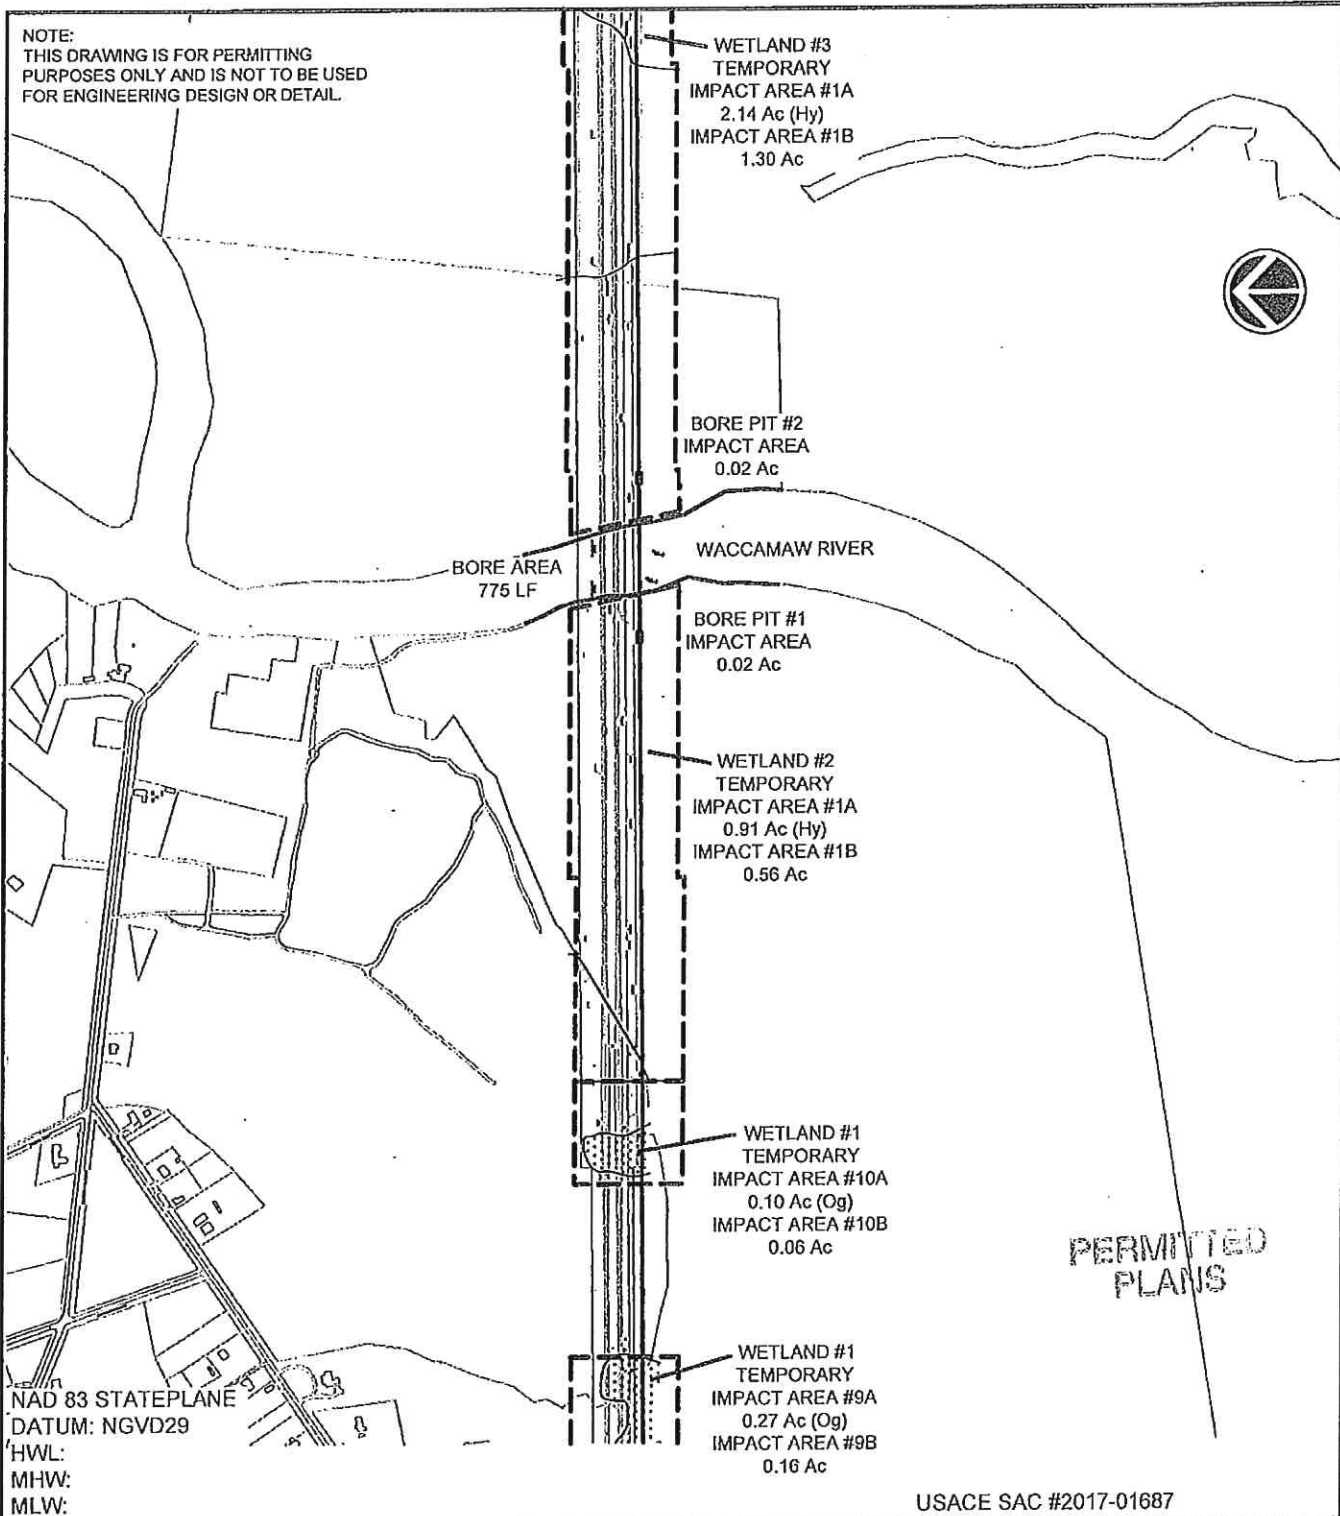 NOTE:
THIS DRAWING IS FOR PERMITTING
PURPOSES ONLY AND IS NOT TO BE USED
FOR ENGINEERING DESIGN OR DETAIL.
WETLAND #3
TEMPORARY
IMPACT AREA #1A
2.14 Ac (Hy)
IMPACT AREA #1B
1.30 Ac
BORE PIT #2
IMPACT AREA
0.02 Ac
BORE AREA
775 LF
WACCAMAW RIVER
BORE PIT #1
IMPACT AREA
0.02 Ac
WETLAND #2
TEMPORARY
IMPACT AREA #1A
0.91 Ac (Hy)
IMPACT AREA #1B
0.56 Ac
WETLAND #1
TEMPORARY
IMPACT AREA #10A
0.10 Ac (Og)
IMPACT AREA #10B
0.06 Ac
PERMITTED
PLANS
WETLAND #1
TEMPORARY
IMPACT AREA #9A
0.27 Ac (Og)
IMPACT AREA #9B
0.16 Ac
NAD 83 STATEPLANE
DATUM: NGVD29
HWL:
MHW:
MLW:
USACE SAC #2017-01687